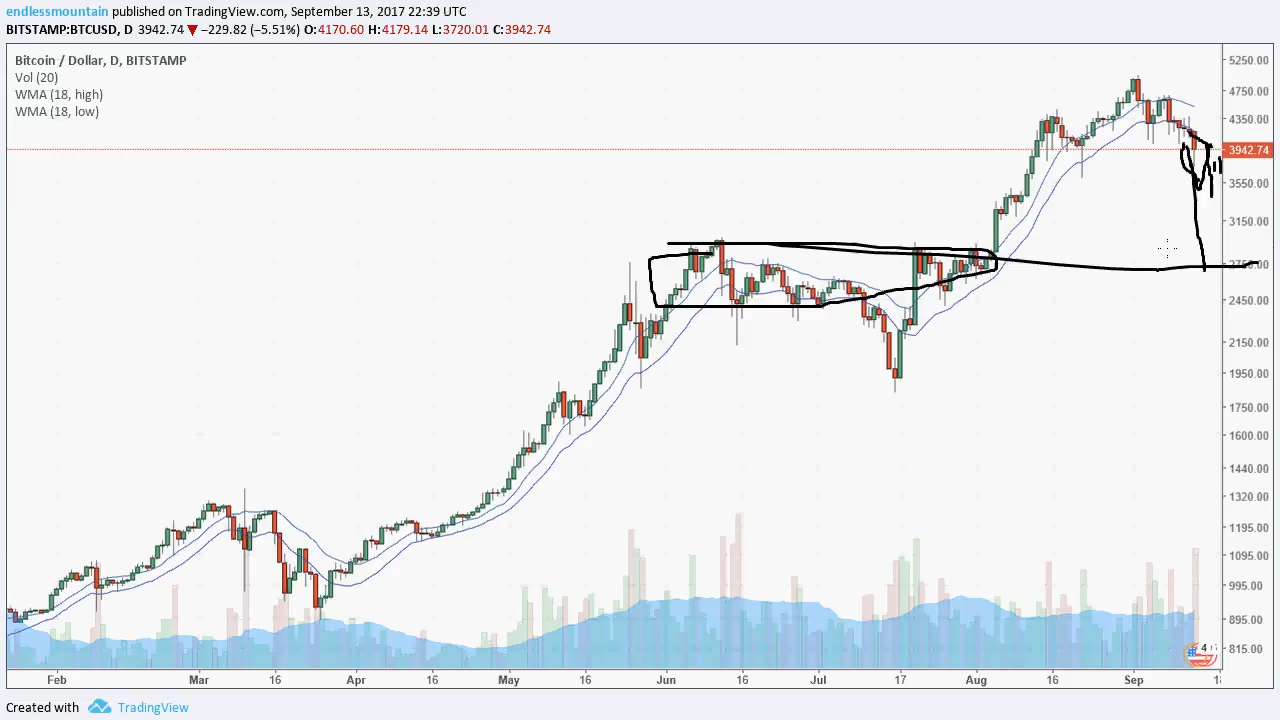 endlessmountain published on TradingView.com, September 13, 2017 22:39 UTC
BITSTAMP:BTCUSD, D 3942.74 ▼ −229.82 (−5.51%) O:4170.60 H:4179.14 L:3720.01 C:3942.74
Bitcoin / Dollar, D, BITSTAMP
Vol (20)
WMA (18, high)
WMA (18, low)
5250.00
4750.00
4350.00
3942.74
3550.00
3150.00
2450.00
2150.00
1950.00
1750.00
1600.00
1440.00
1320.00
1195.00
1095.00
995.00
895.00
815.00
4
Feb Mar 16 Apr 16 May 16 Jun 16 Jul 17 Aug 16 Sep
Created with TradingView